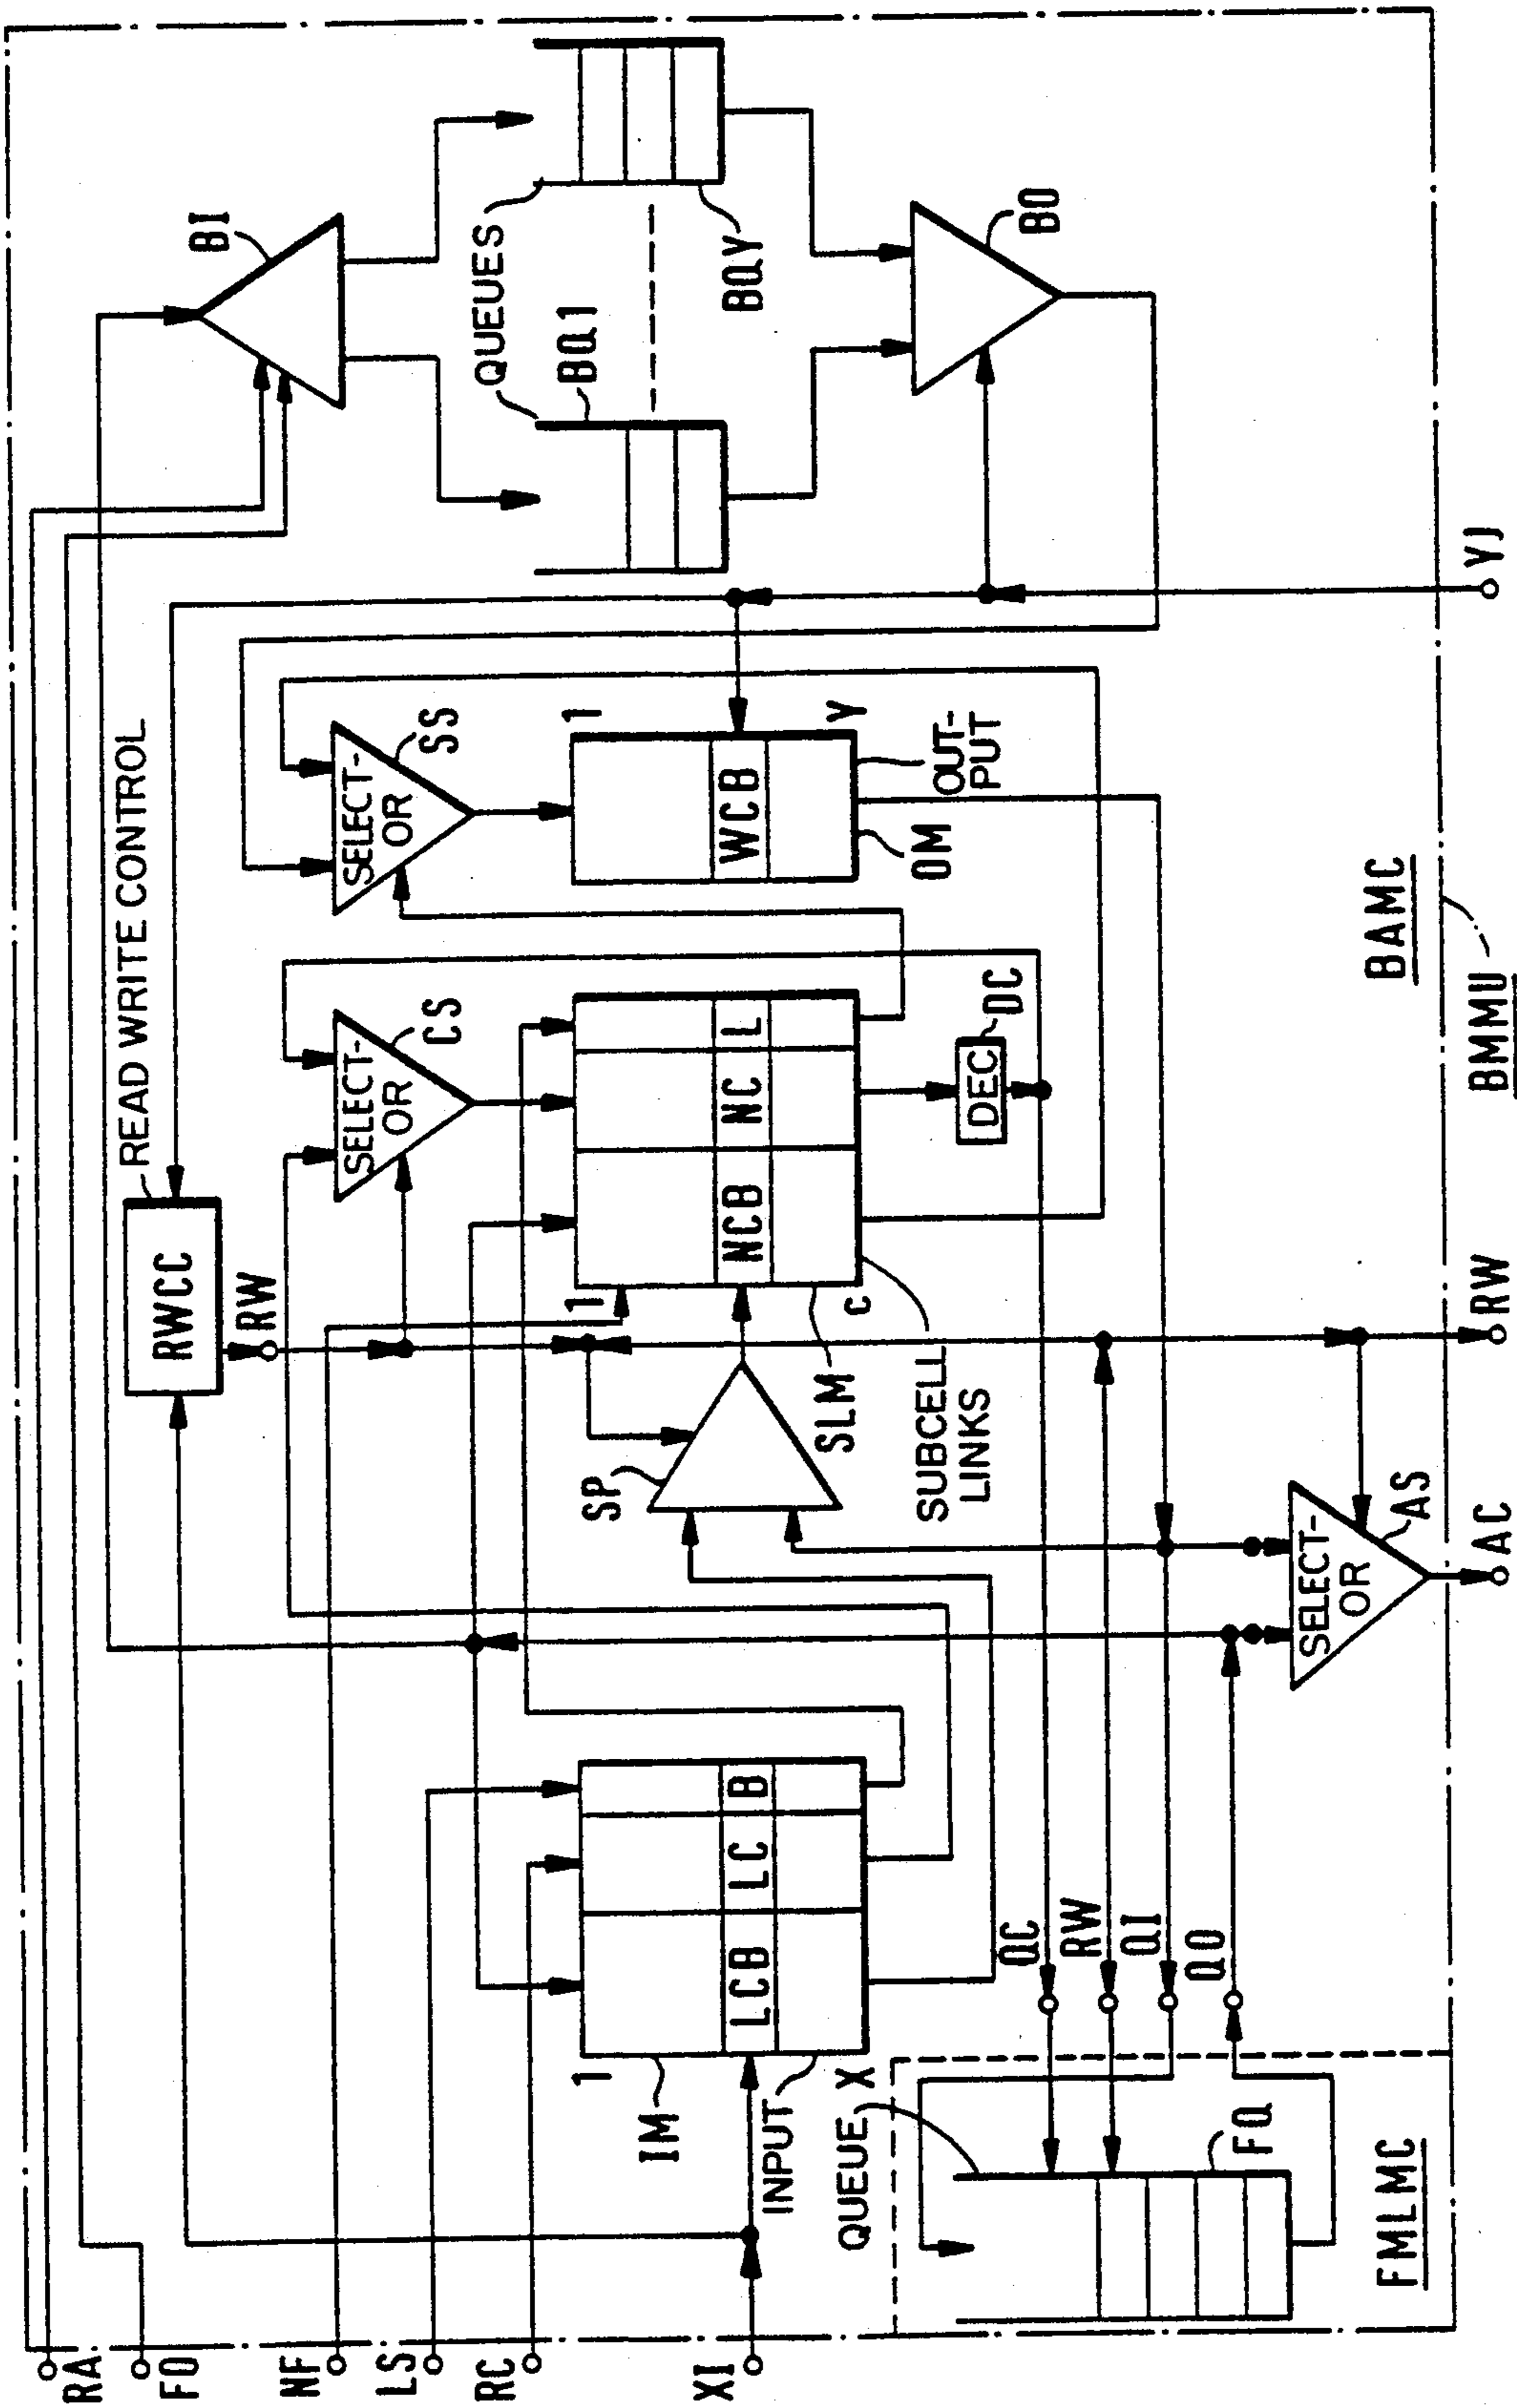 RA
FO
NF
LS
RC
XI
READ WRITE CONTROL
RWCC
RW
BI
SELECT-
OR
CS
SELECT-
OR
SS
QUEUES
BQ1
BQY
1
LCB LC B
X
IM
INPUT
SP
1
NCB NC L
c
SLM
SUBCELL
LINKS
DEC
DC
1
WCB
Y
OM
OUT-
PUT
BO
QC
RW
QI
QO
QUEUE
FQ
FMLMC
SELECT-
OR
AS
AC
RW
BAMC
BMMU
YJ